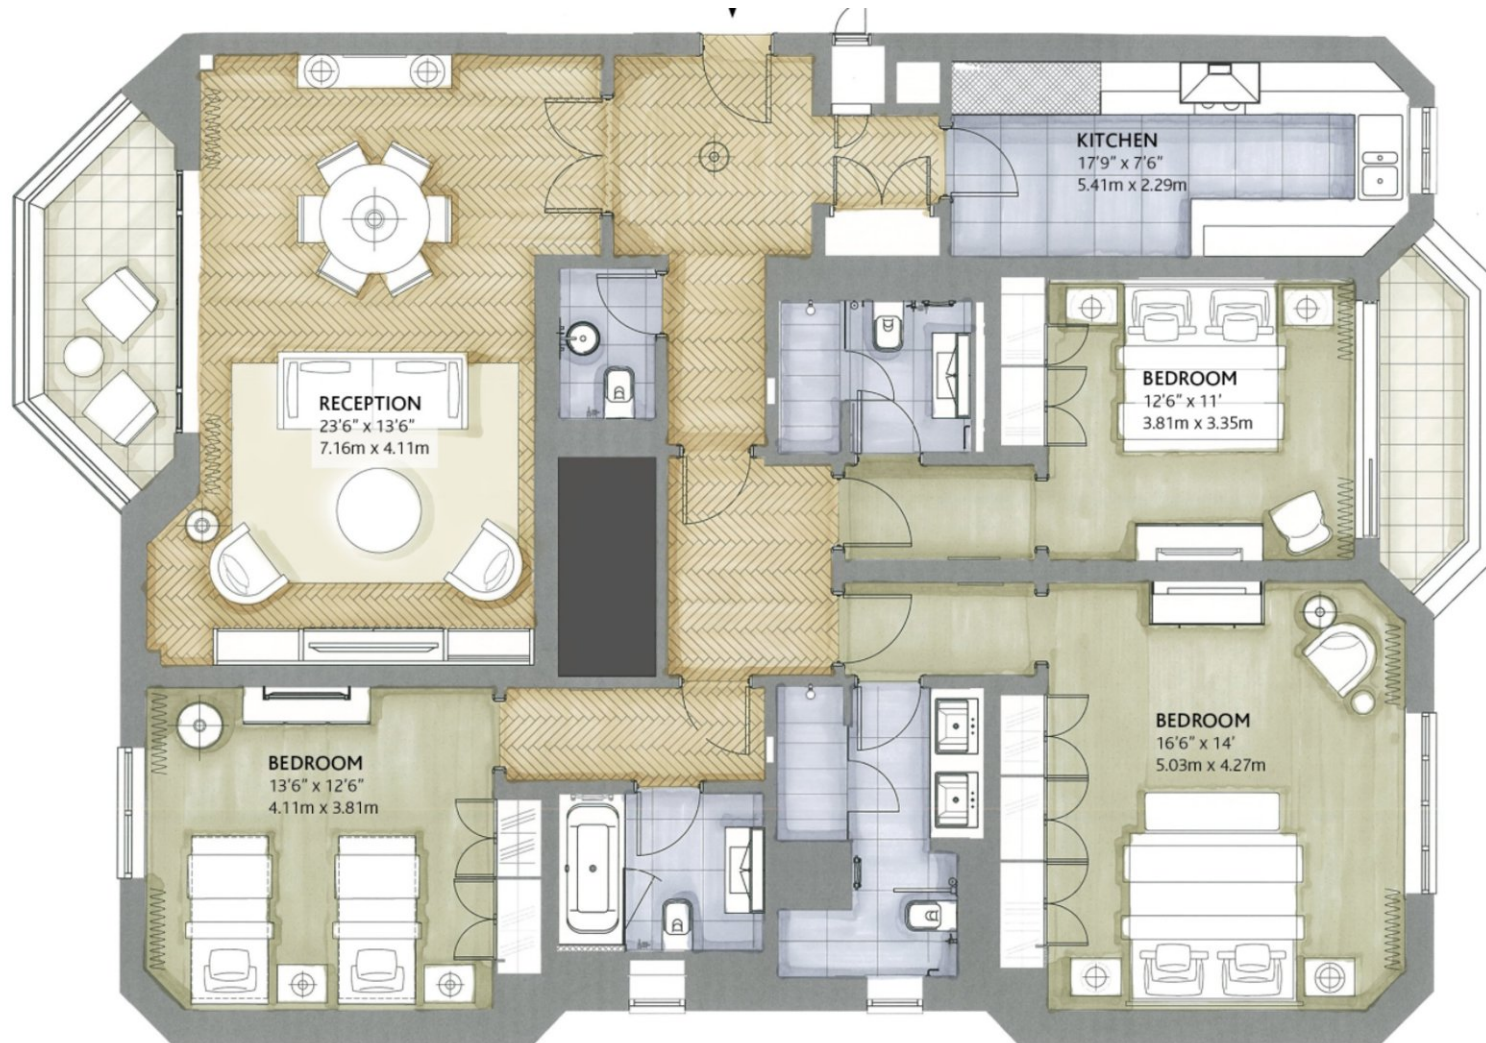 KITCHEN
17'9" x 7'6"
5.41m x 2.29m
RECEPTION
23'6" x 13'6"
7.16m x 4.11m
BEDROOM
12'6" x 11'
3.81m x 3.35m
BEDROOM
13'6" x 12'6"
4.11m x 3.81m
BEDROOM
16'6" x 14'
5.03m x 4.27m